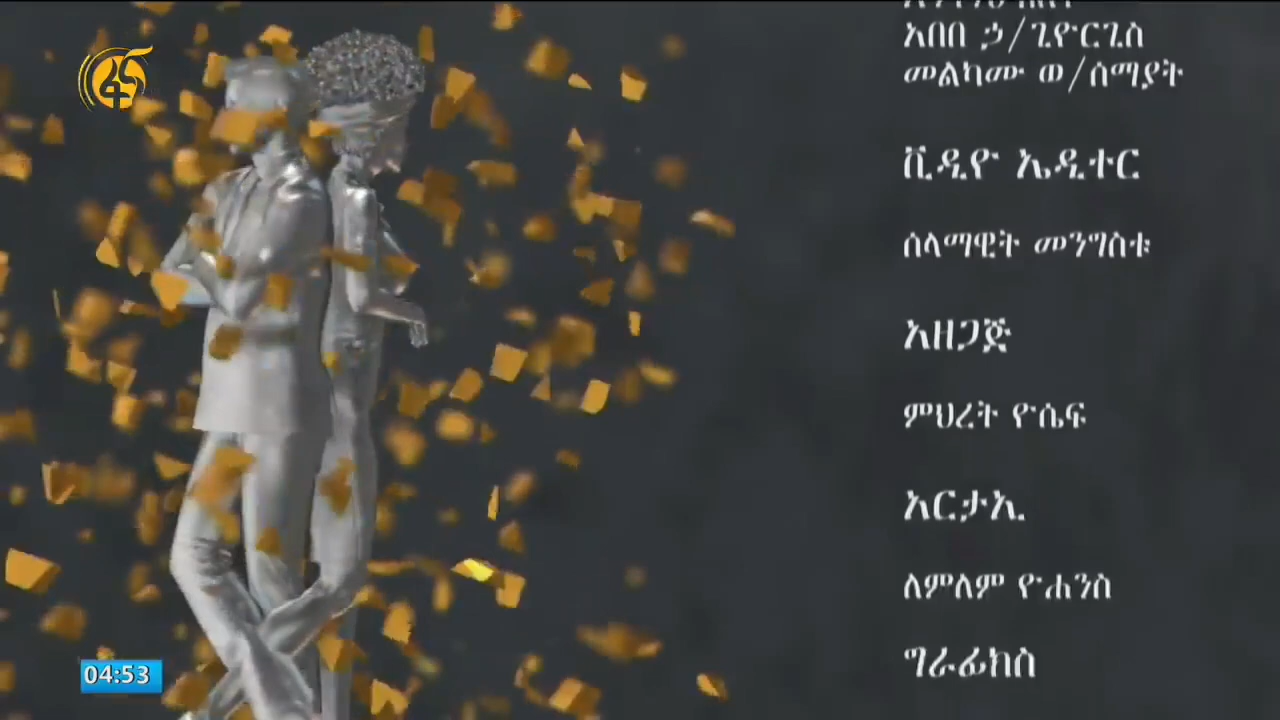 አበበ ኃ/ጊዮርጊስ
መልካሙ ወ/ሰማያት
ቪዲዮ ኤዲተር
ሰላማዊት መንግስቱ
አዘጋጅ
ምህረት ዮሴፍ
አርታኢ
ለምለም ዮሐንስ
ግራፊክስ
04:53